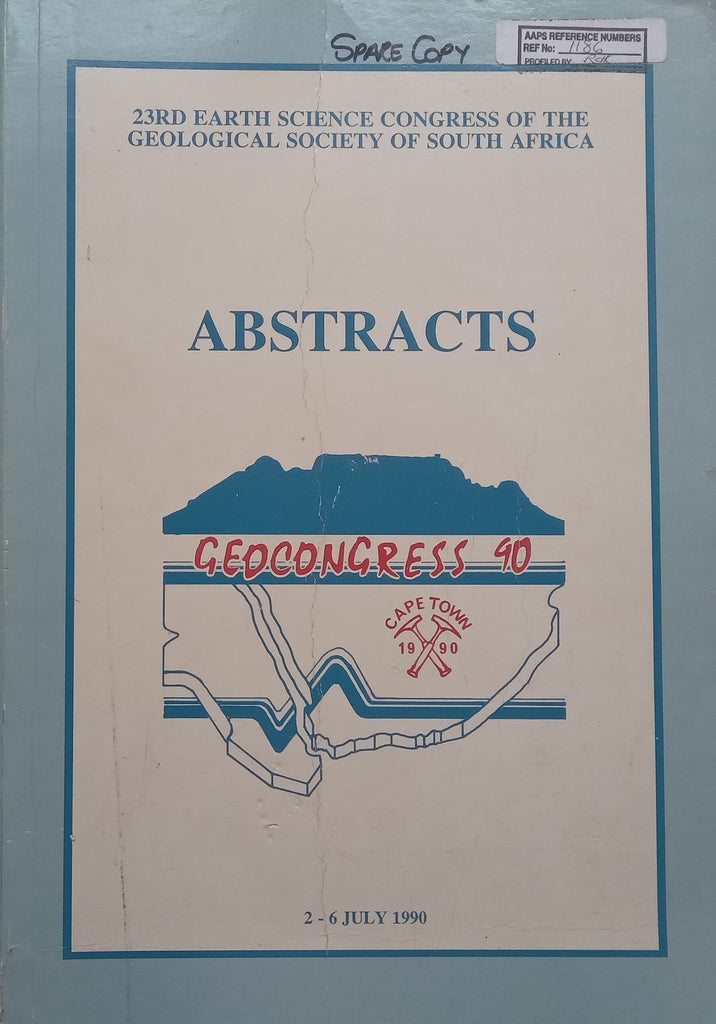 SPARE COPY
AAPS REFERENCE NUMBERS
REF No: 1186
PROFILED BY
23RD EARTH SCIENCE CONGRESS OF THE
GEOLOGICAL SOCIETY OF SOUTH AFRICA
ABSTRACTS
GEOCONGRESS 90
CAPE TOWN
19 90
2 - 6 JULY 1990